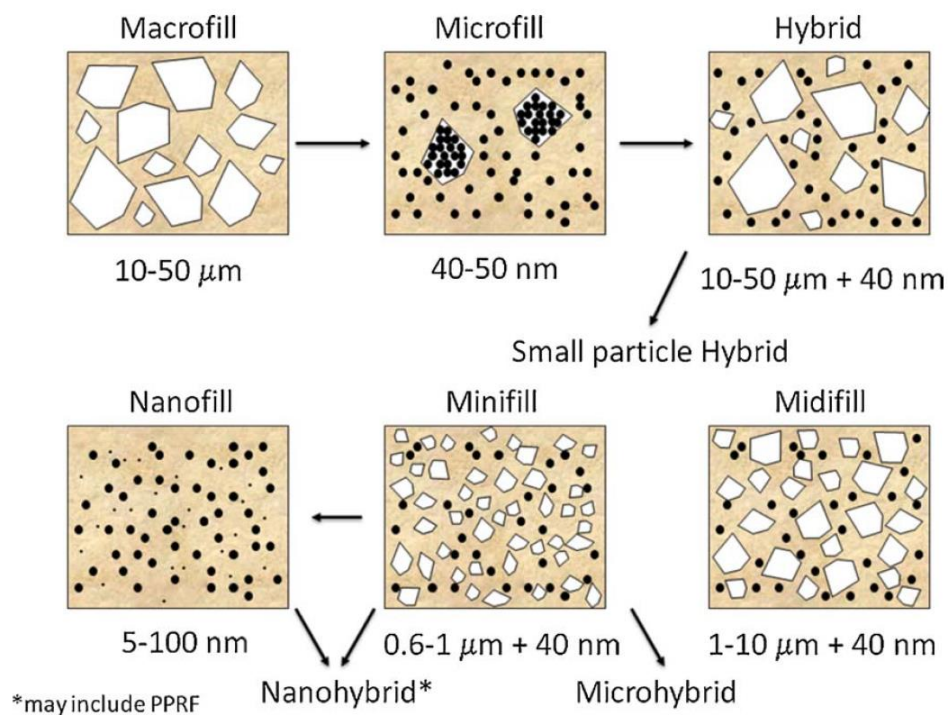 Macrofill
Microfill
Hybrid
10-50 μm
40-50 nm
10-50 μm + 40 nm
Small particle Hybrid
Nanofill
Minifill
Midifill
5-100 nm
0.6-1 μm + 40 nm
1-10 μm + 40 nm
Nanohybrid*
Microhybrid
*may include PPRF